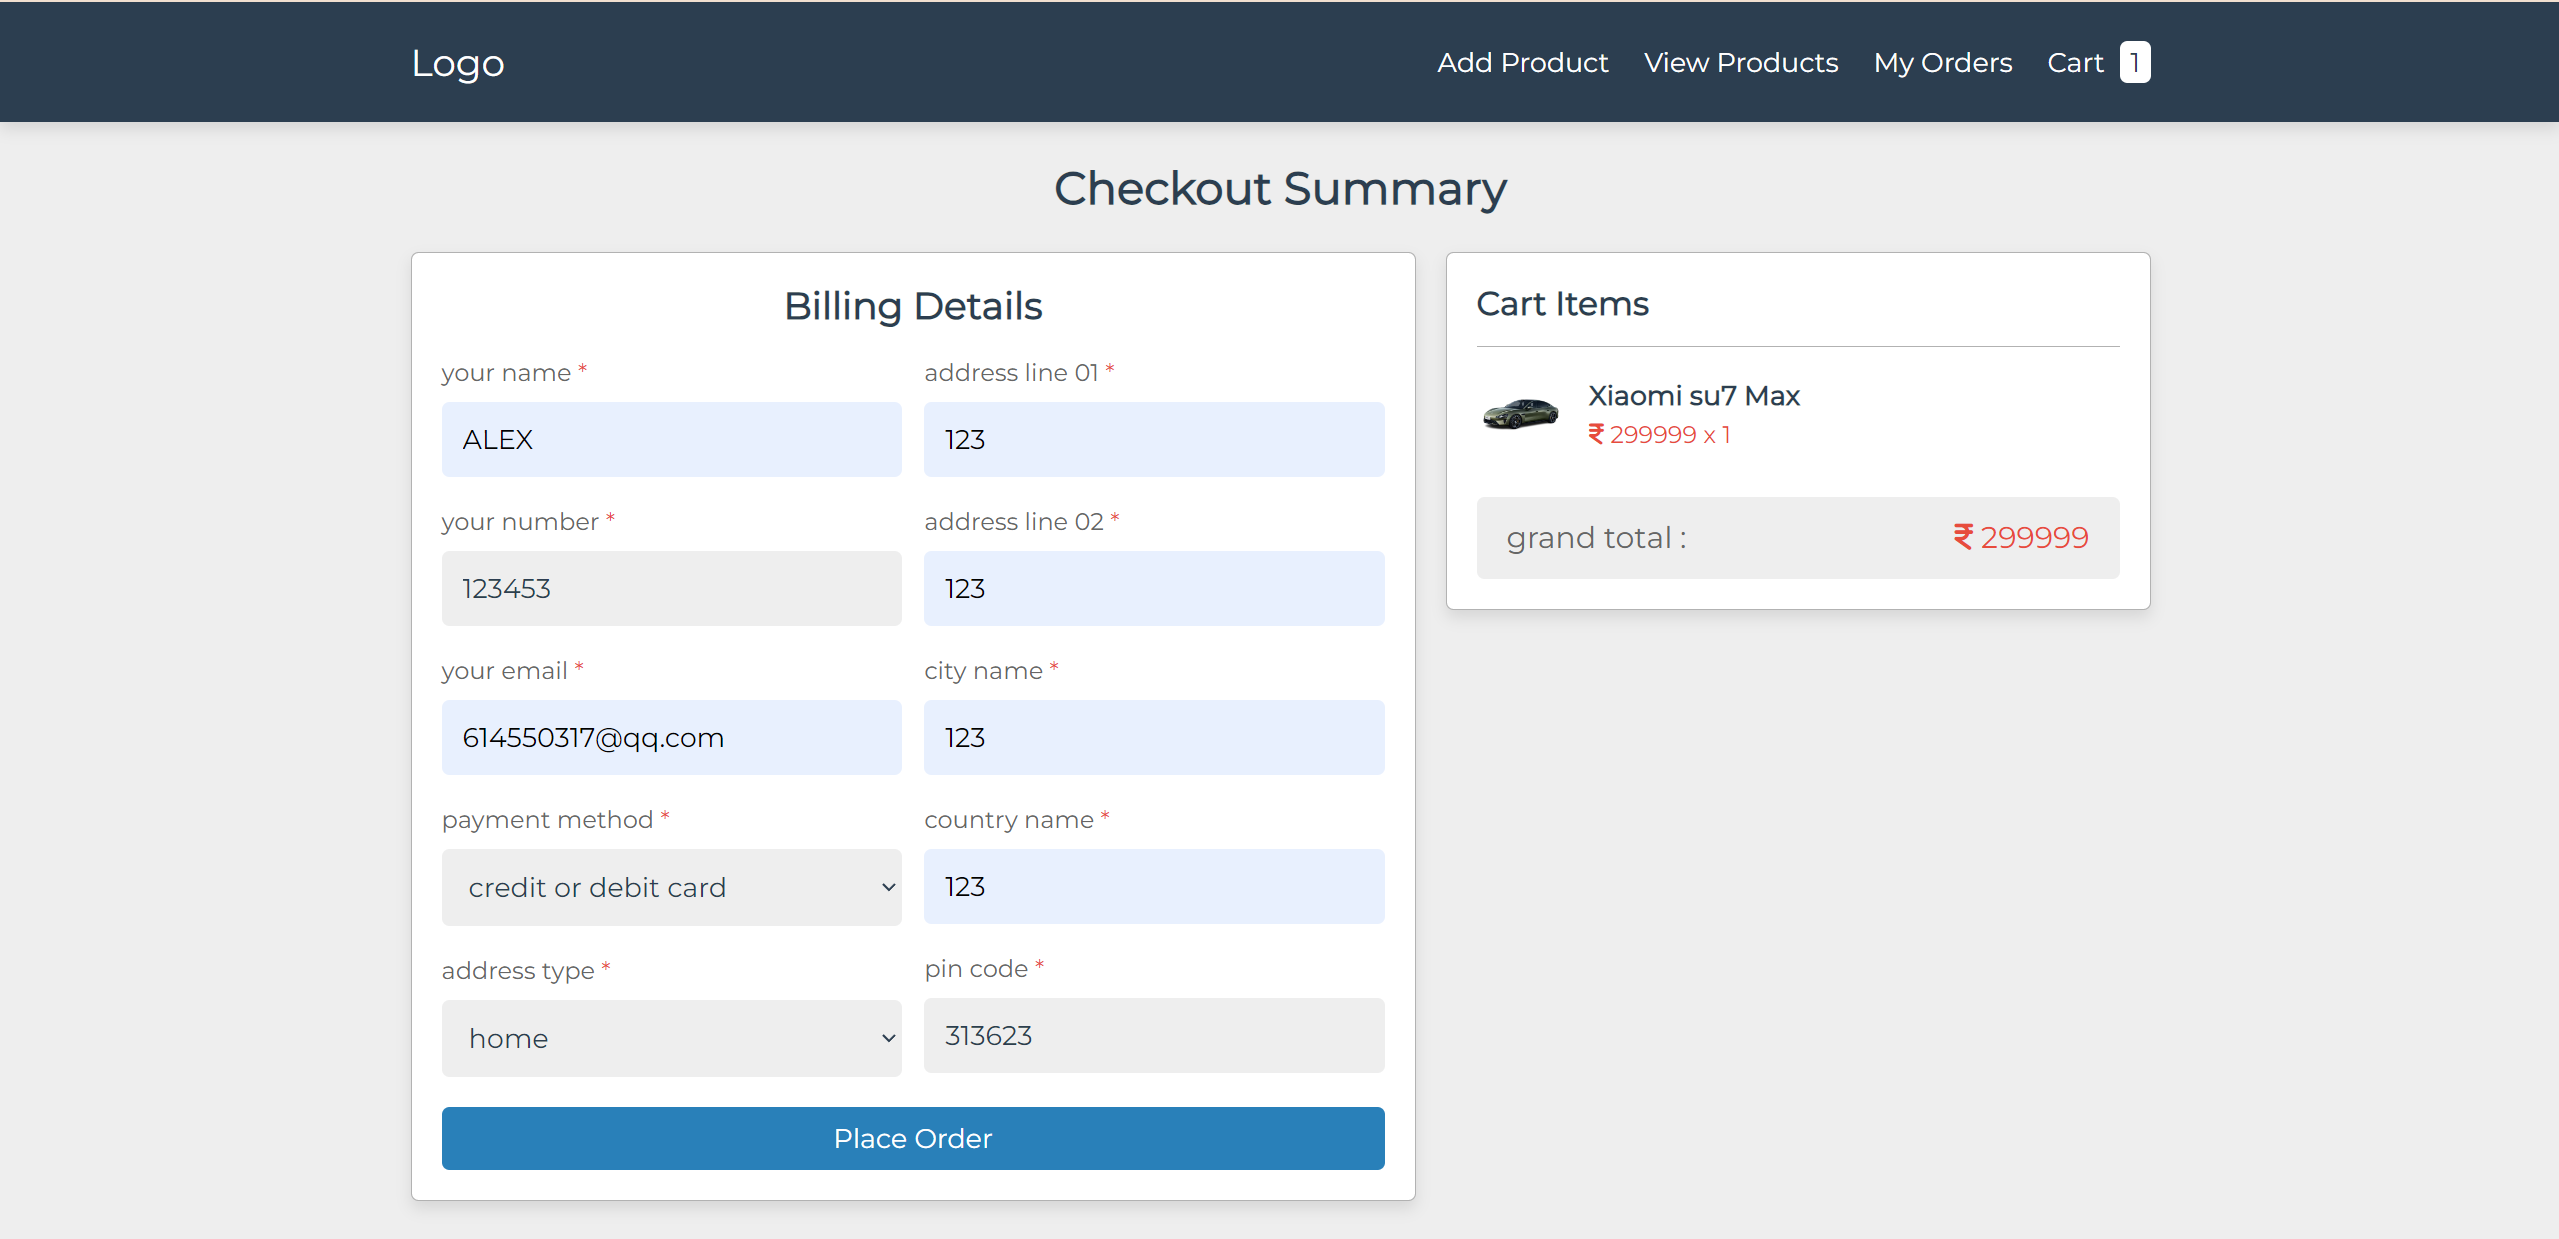 Logo
Add Product
View Products
My Orders
Cart 1
Checkout Summary
Billing Details
your name *
ALEX
address line 01 *
123
your number *
123453
address line 02 *
123
your email *
614550317@qq.com
city name *
123
payment method *
credit or debit card
country name *
123
address type *
home
pin code *
313623
Place Order
Cart Items
Xiaomi su7 Max
₹ 299999 x 1
grand total : ₹ 299999